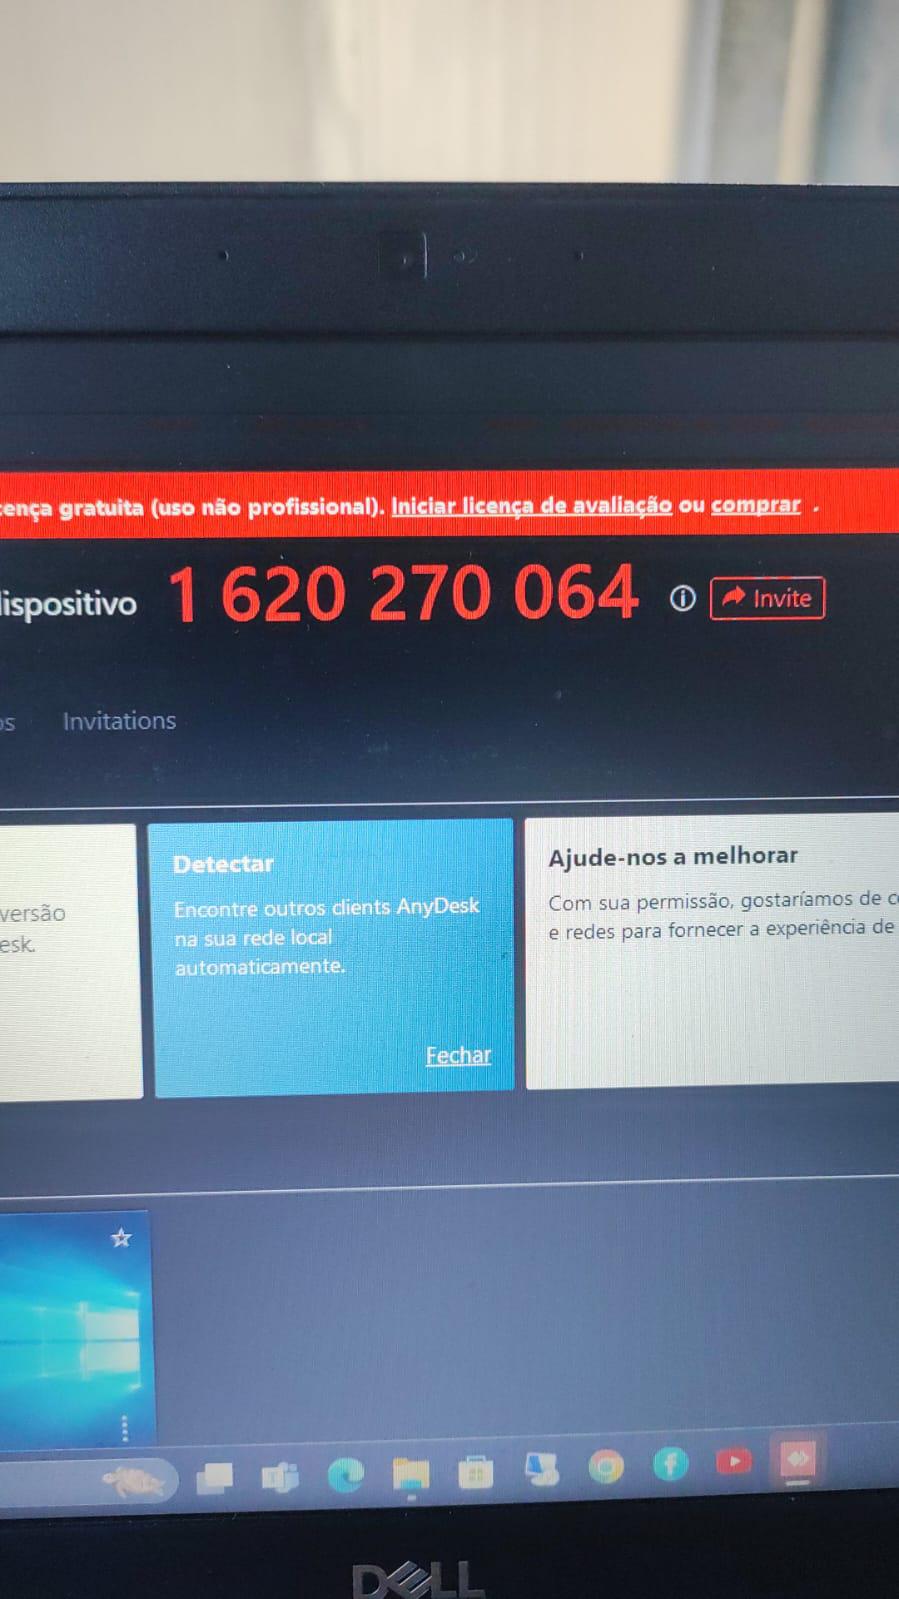 ença gratuita (uso não profissional). Iniciar licença de avaliação ou comprar .
ispositivo 1 620 270 064 Invite
os Invitations
versão
esk.
Detectar
Encontre outros clients AnyDesk
na sua rede local
automaticamente.
Fechar
Ajude-nos a melhorar
Com sua permissão, gostaríamos de c
e redes para fornecer a experiência de
DELL